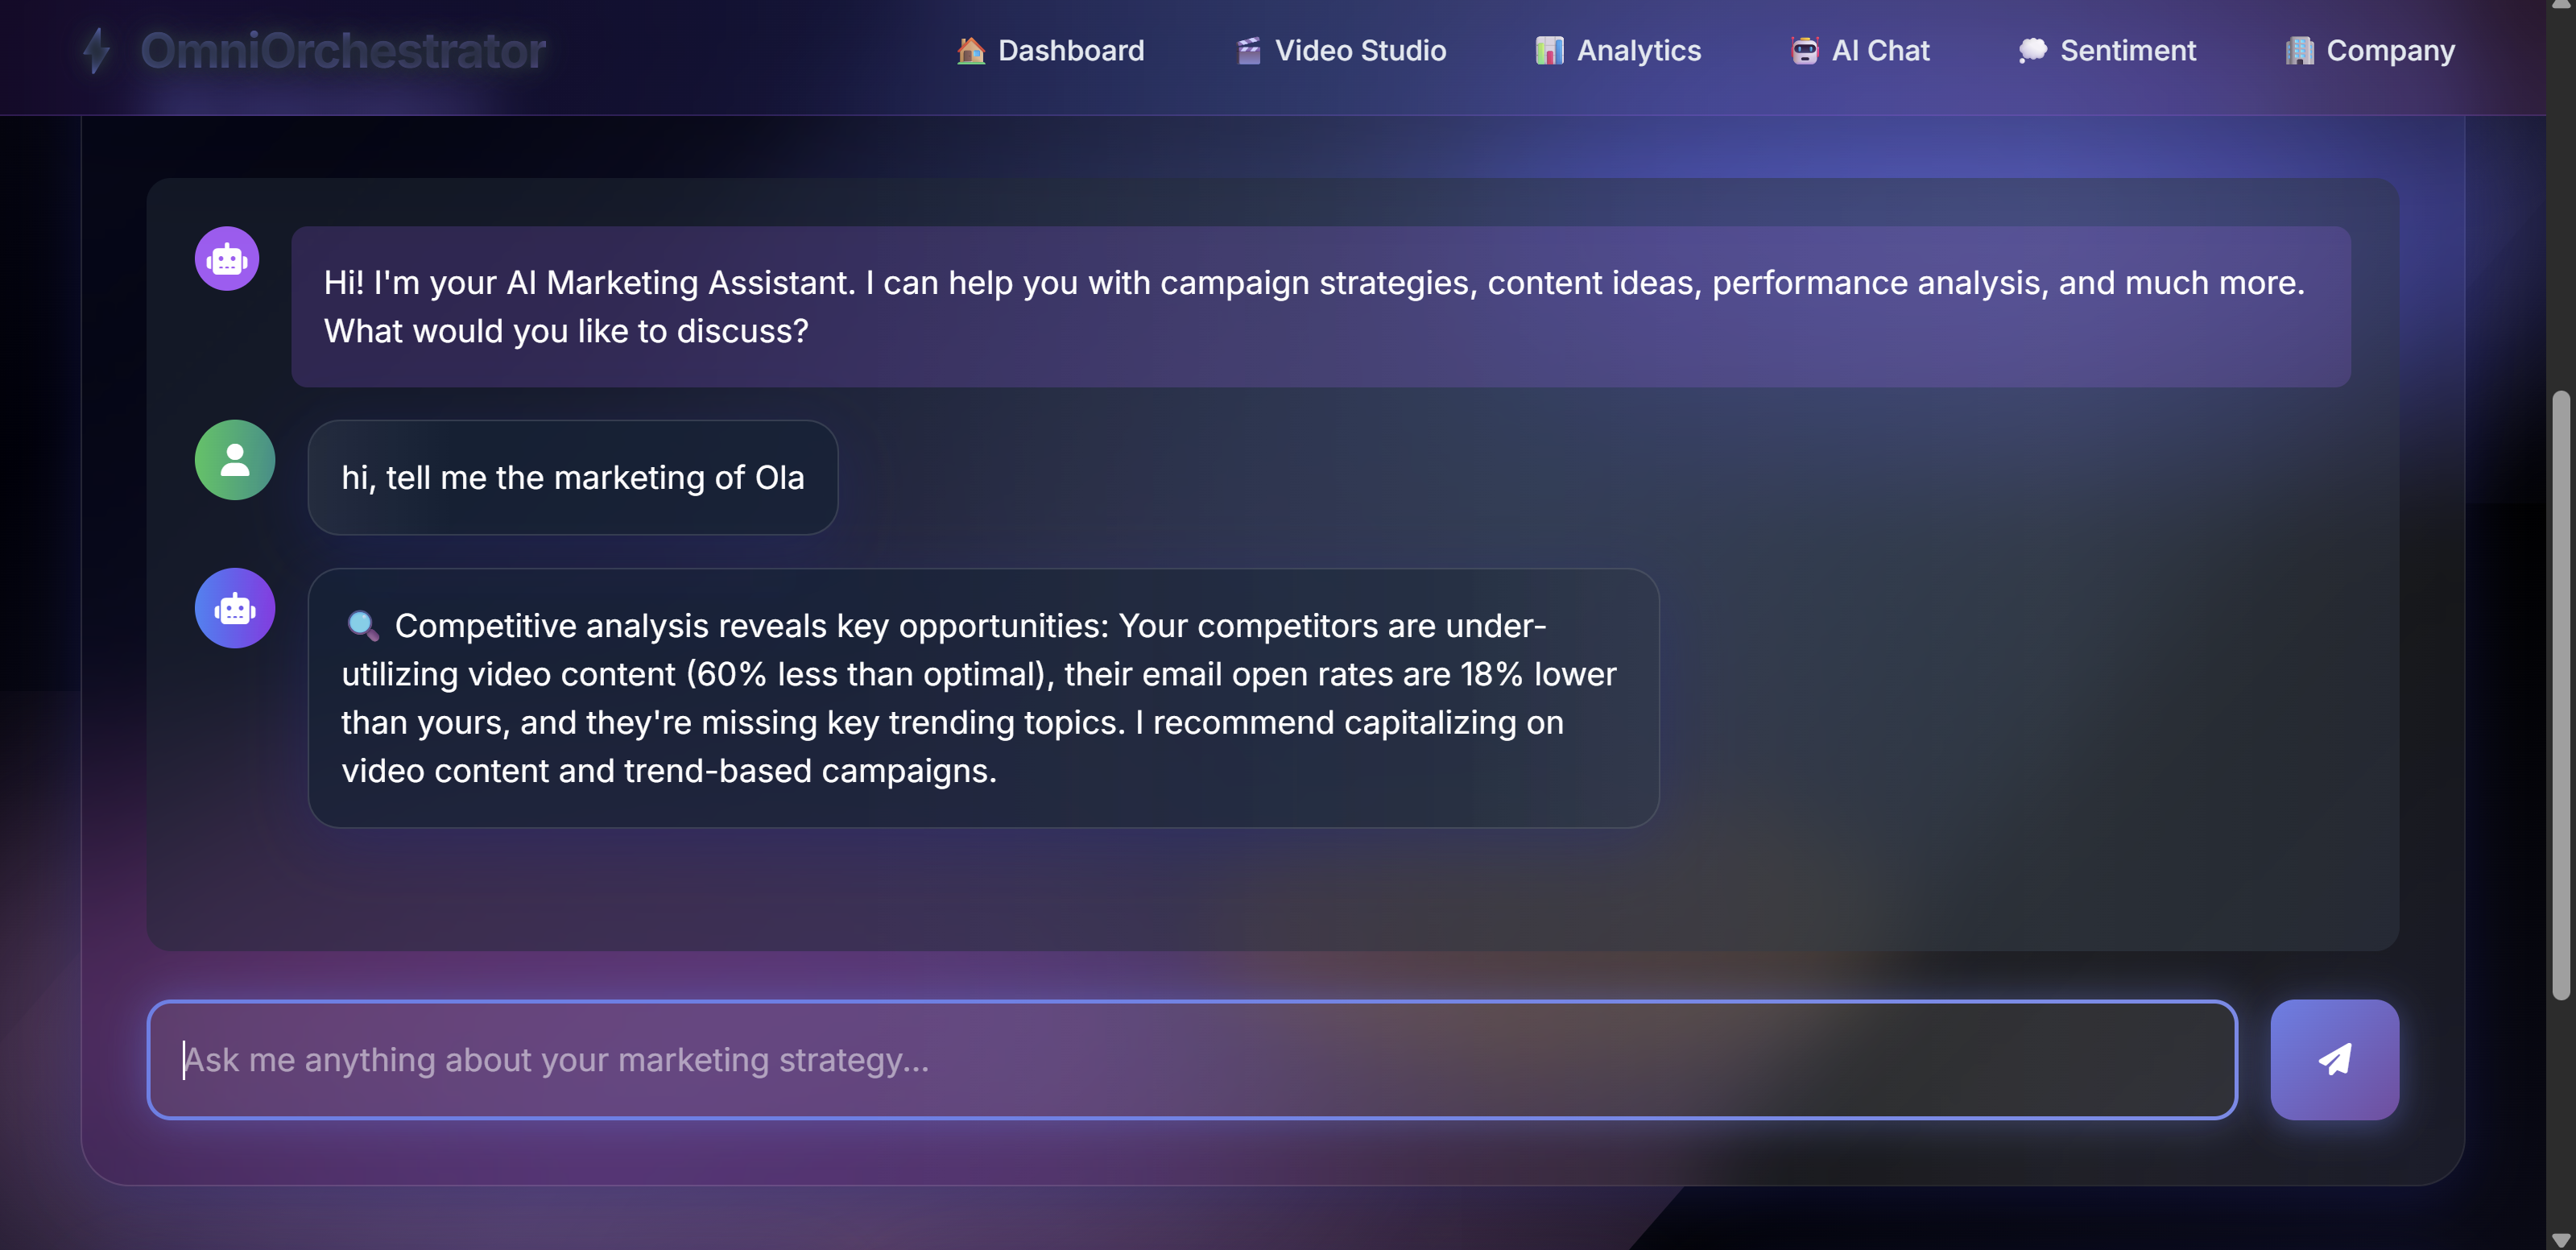 OmniOrchestrator
Dashboard
Video Studio
Analytics
AI Chat
Sentiment
Company
Hi! I'm your AI Marketing Assistant. I can help you with campaign strategies, content ideas, performance analysis, and much more.
What would you like to discuss?
hi, tell me the marketing of Ola
Competitive analysis reveals key opportunities: Your competitors are under-
utilizing video content (60% less than optimal), their email open rates are 18% lower
than yours, and they're missing key trending topics. I recommend capitalizing on
video content and trend-based campaigns.
Ask me anything about your marketing strategy...